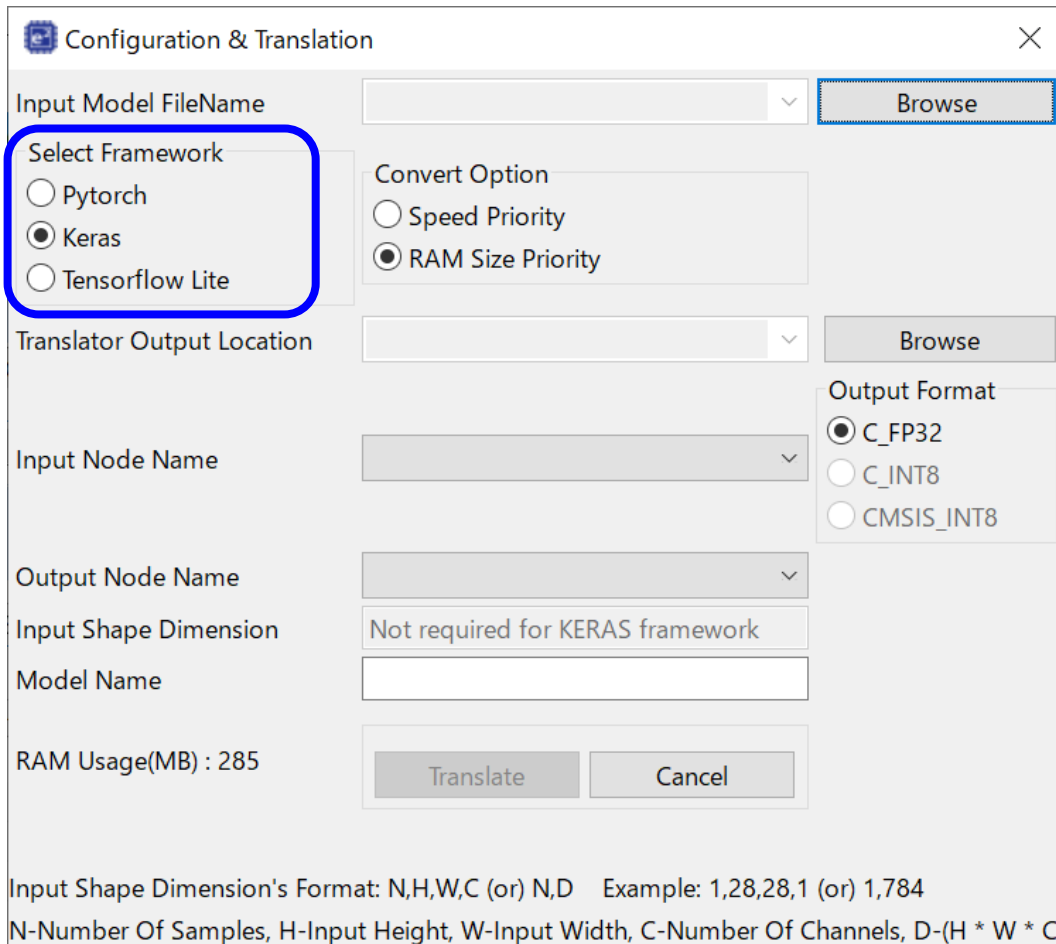 Configuration & Translation
Input Model FileName
Browse
Select Framework
Pytorch
Keras
Tensorflow Lite
Convert Option
Speed Priority
RAM Size Priority
Translator Output Location
Browse
Output Format
C_FP32
C_INT8
CMSIS_INT8
Input Node Name
Output Node Name
Input Shape Dimension
Not required for KERAS framework
Model Name
RAM Usage(MB) : 285
Translate
Cancel
Input Shape Dimension's Format: N,H,W,C (or) N,D    Example: 1,28,28,1 (or) 1,784
N-Number Of Samples, H-Input Height, W-Input Width, C-Number Of Channels, D-(H * W * C